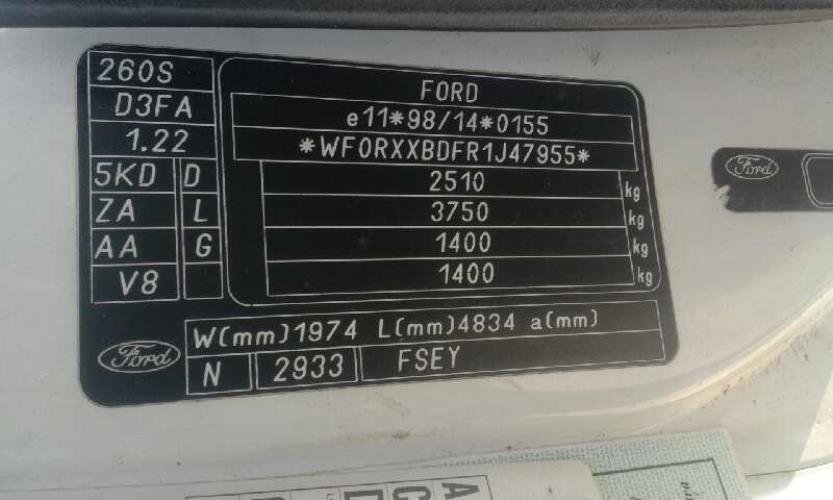 260S
D3FA
1.22
5KD D
ZA L
AA G
V8
FORD
e11*98/14*0155
*WF0RXXBDFR1J47955*
2510 kg
3750 kg
1400 kg
1400 kg
W(mm)1974 L(mm)4834 a(mm)
Ford
N 2933 FSEY
Ford